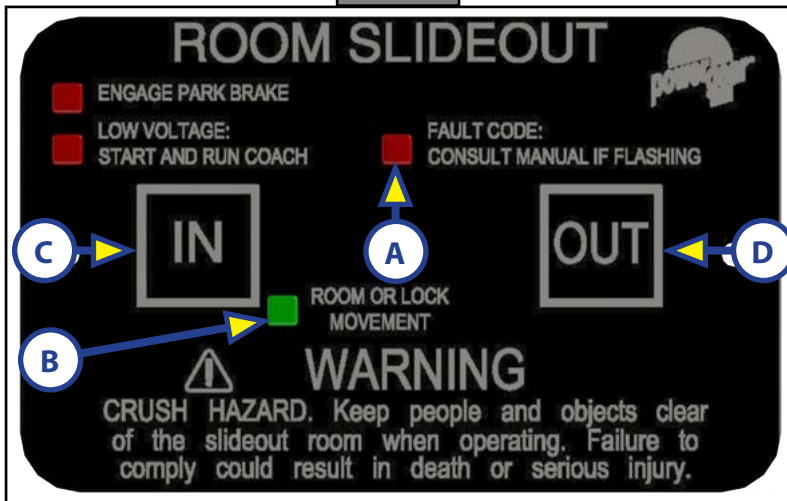 ROOM SLIDEOUT
power gear
ENGAGE PARK BRAKE
LOW VOLTAGE:
START AND RUN COACH
FAULT CODE:
CONSULT MANUAL IF FLASHING
C
IN
A
OUT
D
B
ROOM OR LOCK
MOVEMENT
WARNING
CRUSH HAZARD. Keep people and objects clear
of the slideout room when operating. Failure to
comply could result in death or serious injury.